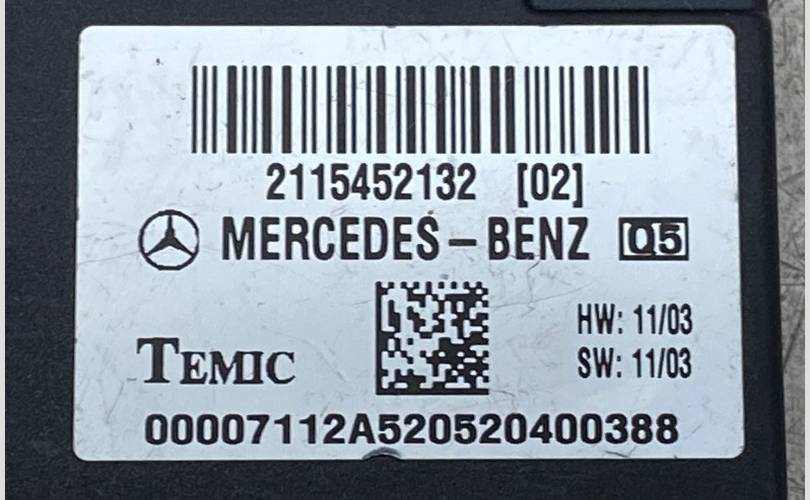 2115452132 [02]
MERCEDES-BENZ Q5
HW: 11/03
TEMIC
SW: 11/03
00007112A520520400388